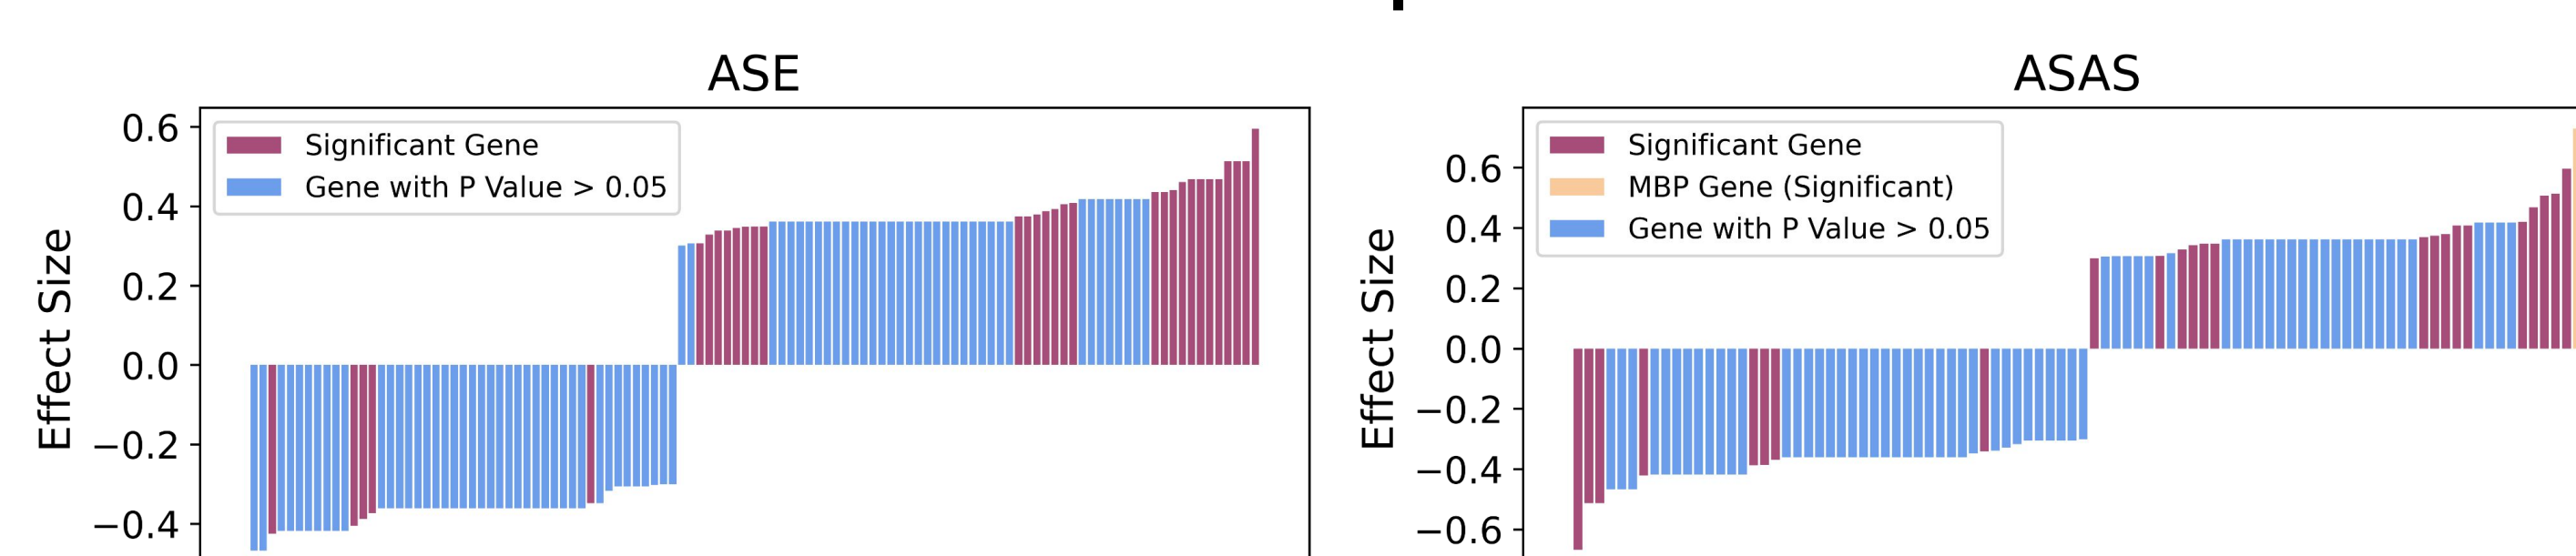 ASE
0.6
0.4
0.2
0.0
−0.2
−0.4
Effect Size
Significant Gene
Gene with P Value > 0.05
ASAS
0.6
0.4
0.2
0.0
−0.2
−0.4
−0.6
Effect Size
Significant Gene
MBP Gene (Significant)
Gene with P Value > 0.05